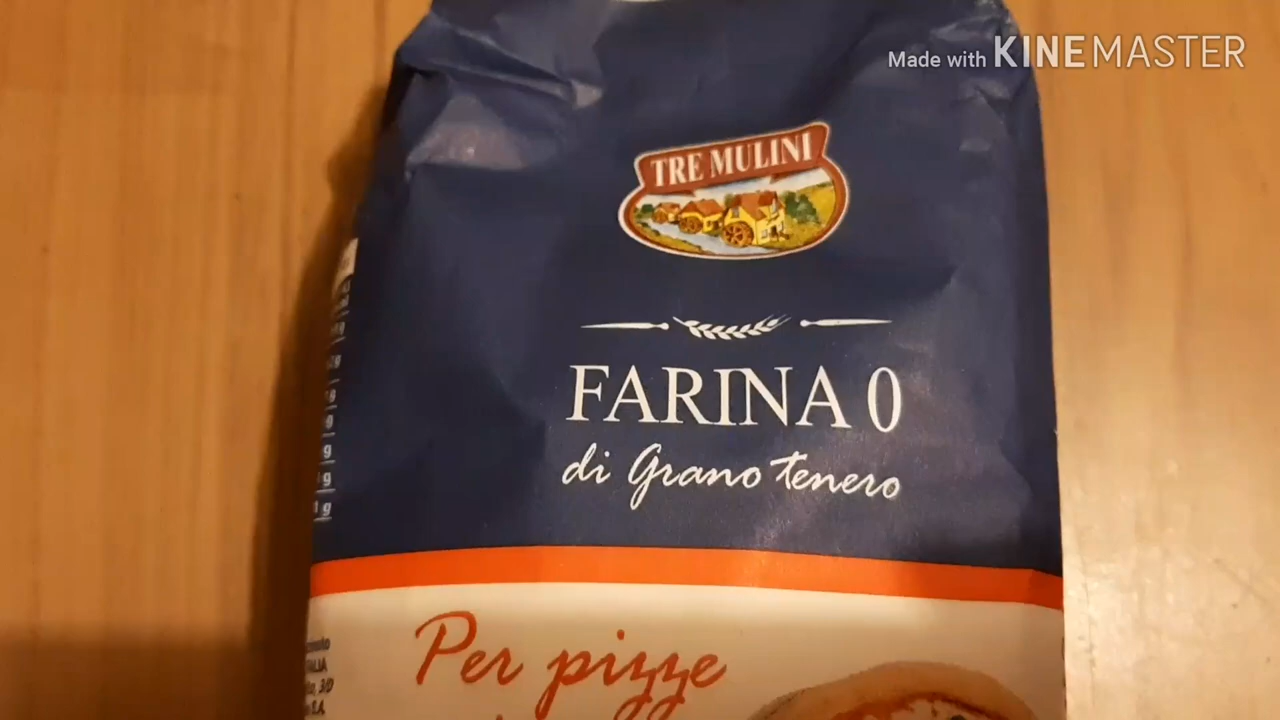 Made with KINEMASTER
TRE MULINI
FARINA 0
di Grano tenero
Per pizze
g
g
g